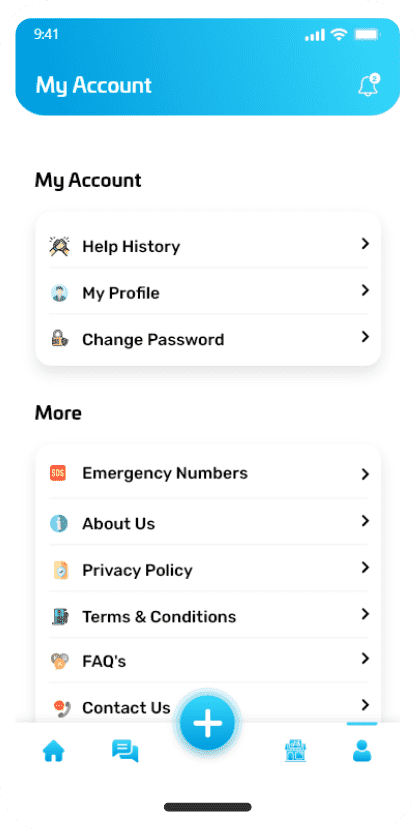 9:41
My Account
2
My Account
Help History
My Profile
Change Password
More
SOS
Emergency Numbers
About Us
Privacy Policy
Terms & Conditions
FAQ's
Contact Us